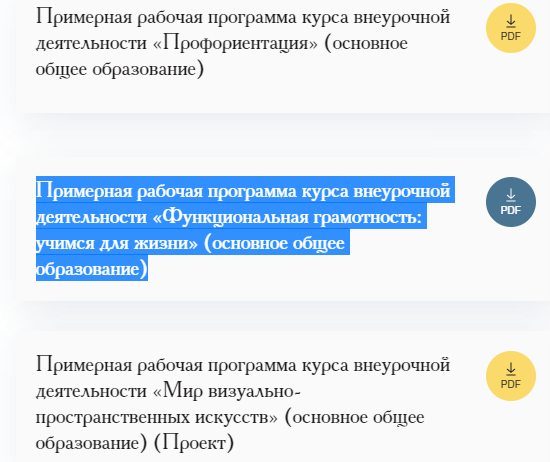 Примерная рабочая программа курса внеурочной
деятельности «Профориентация» (основное
общее образование)
PDF
Примерная рабочая программа курса внеурочной
деятельности «Функциональная грамотность:
учимся для жизни» (основное общее
образование)
PDF
Примерная рабочая программа курса внеурочной
деятельности «Мир визуально-
пространственных искусств» (основное общее
образование) (Проект)
PDF